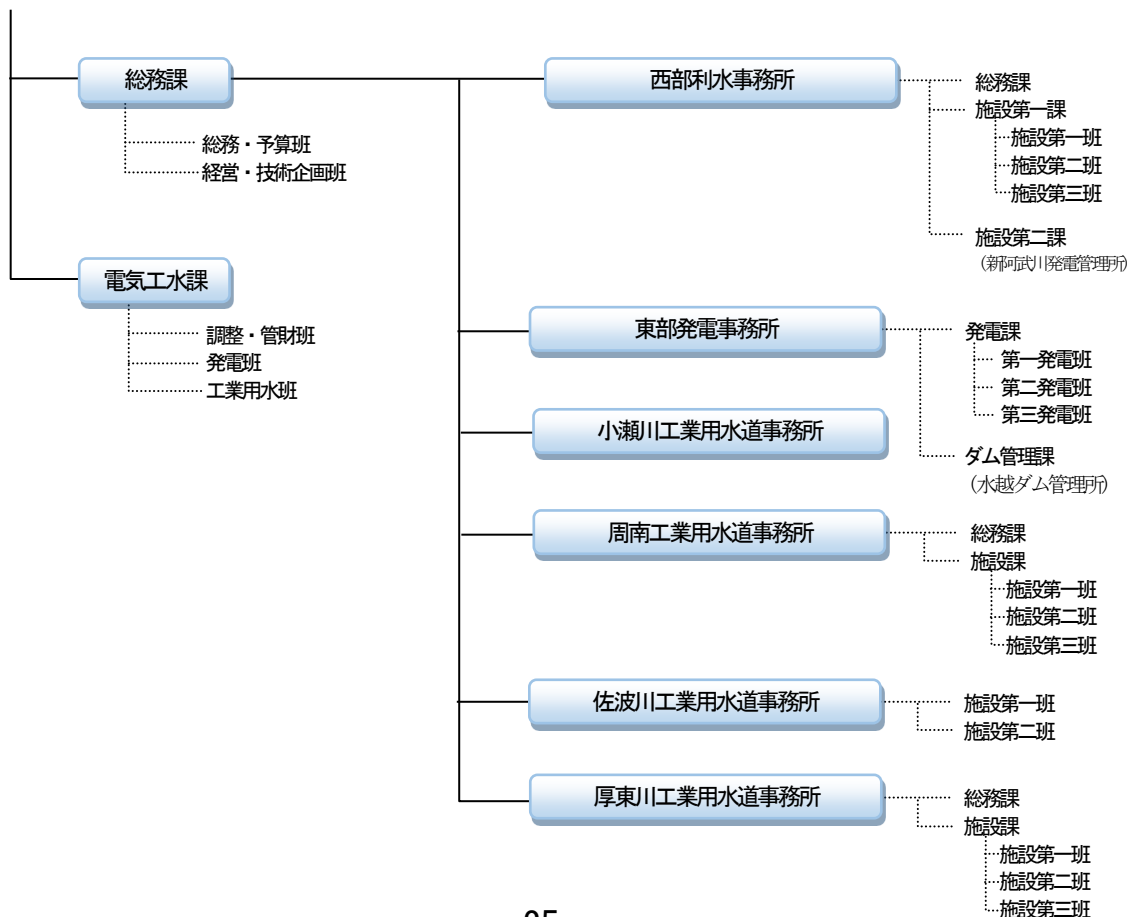 総務課
総務・予算班
経営・技術企画班
電気工水課
調整・管財班
発電班
工業用水班
西部利水事務所
総務課
施設第一課
施設第一班
施設第二班
施設第三班
施設第二課
(新阿武川発電管理所)
東部発電事務所
発電課
第一発電班
第二発電班
第三発電班
ダム管理課
(水越ダム管理所)
小瀬川工業用水道事務所
周南工業用水道事務所
総務課
施設課
施設第一班
施設第二班
施設第三班
佐波川工業用水道事務所
施設第一班
施設第二班
厚東川工業用水道事務所
総務課
施設課
施設第一班
施設第二班
施設第三班